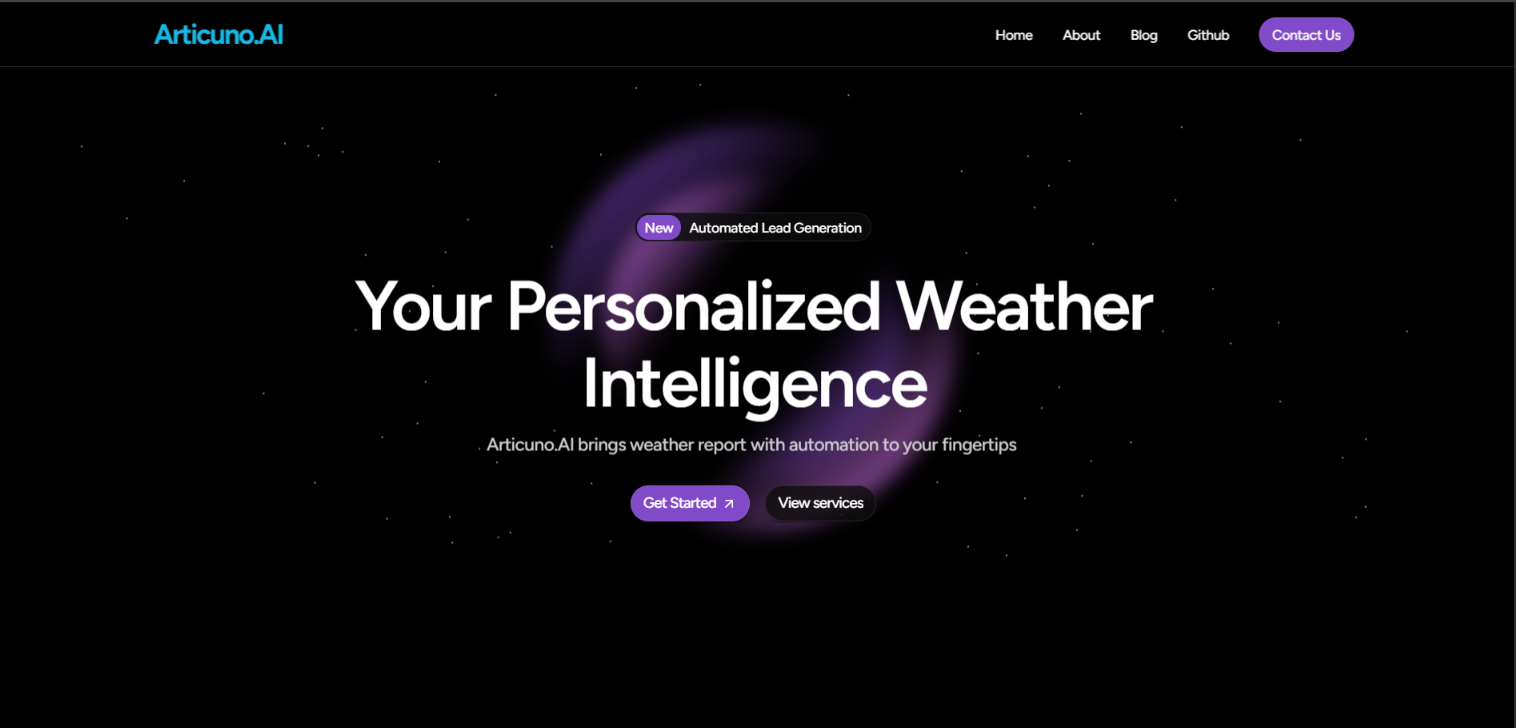 Articuno.AI
Home About Blog Github Contact Us
New Automated Lead Generation
Your Personalized Weather
Intelligence
Articuno.AI brings weather report with automation to your fingertips
Get Started View services